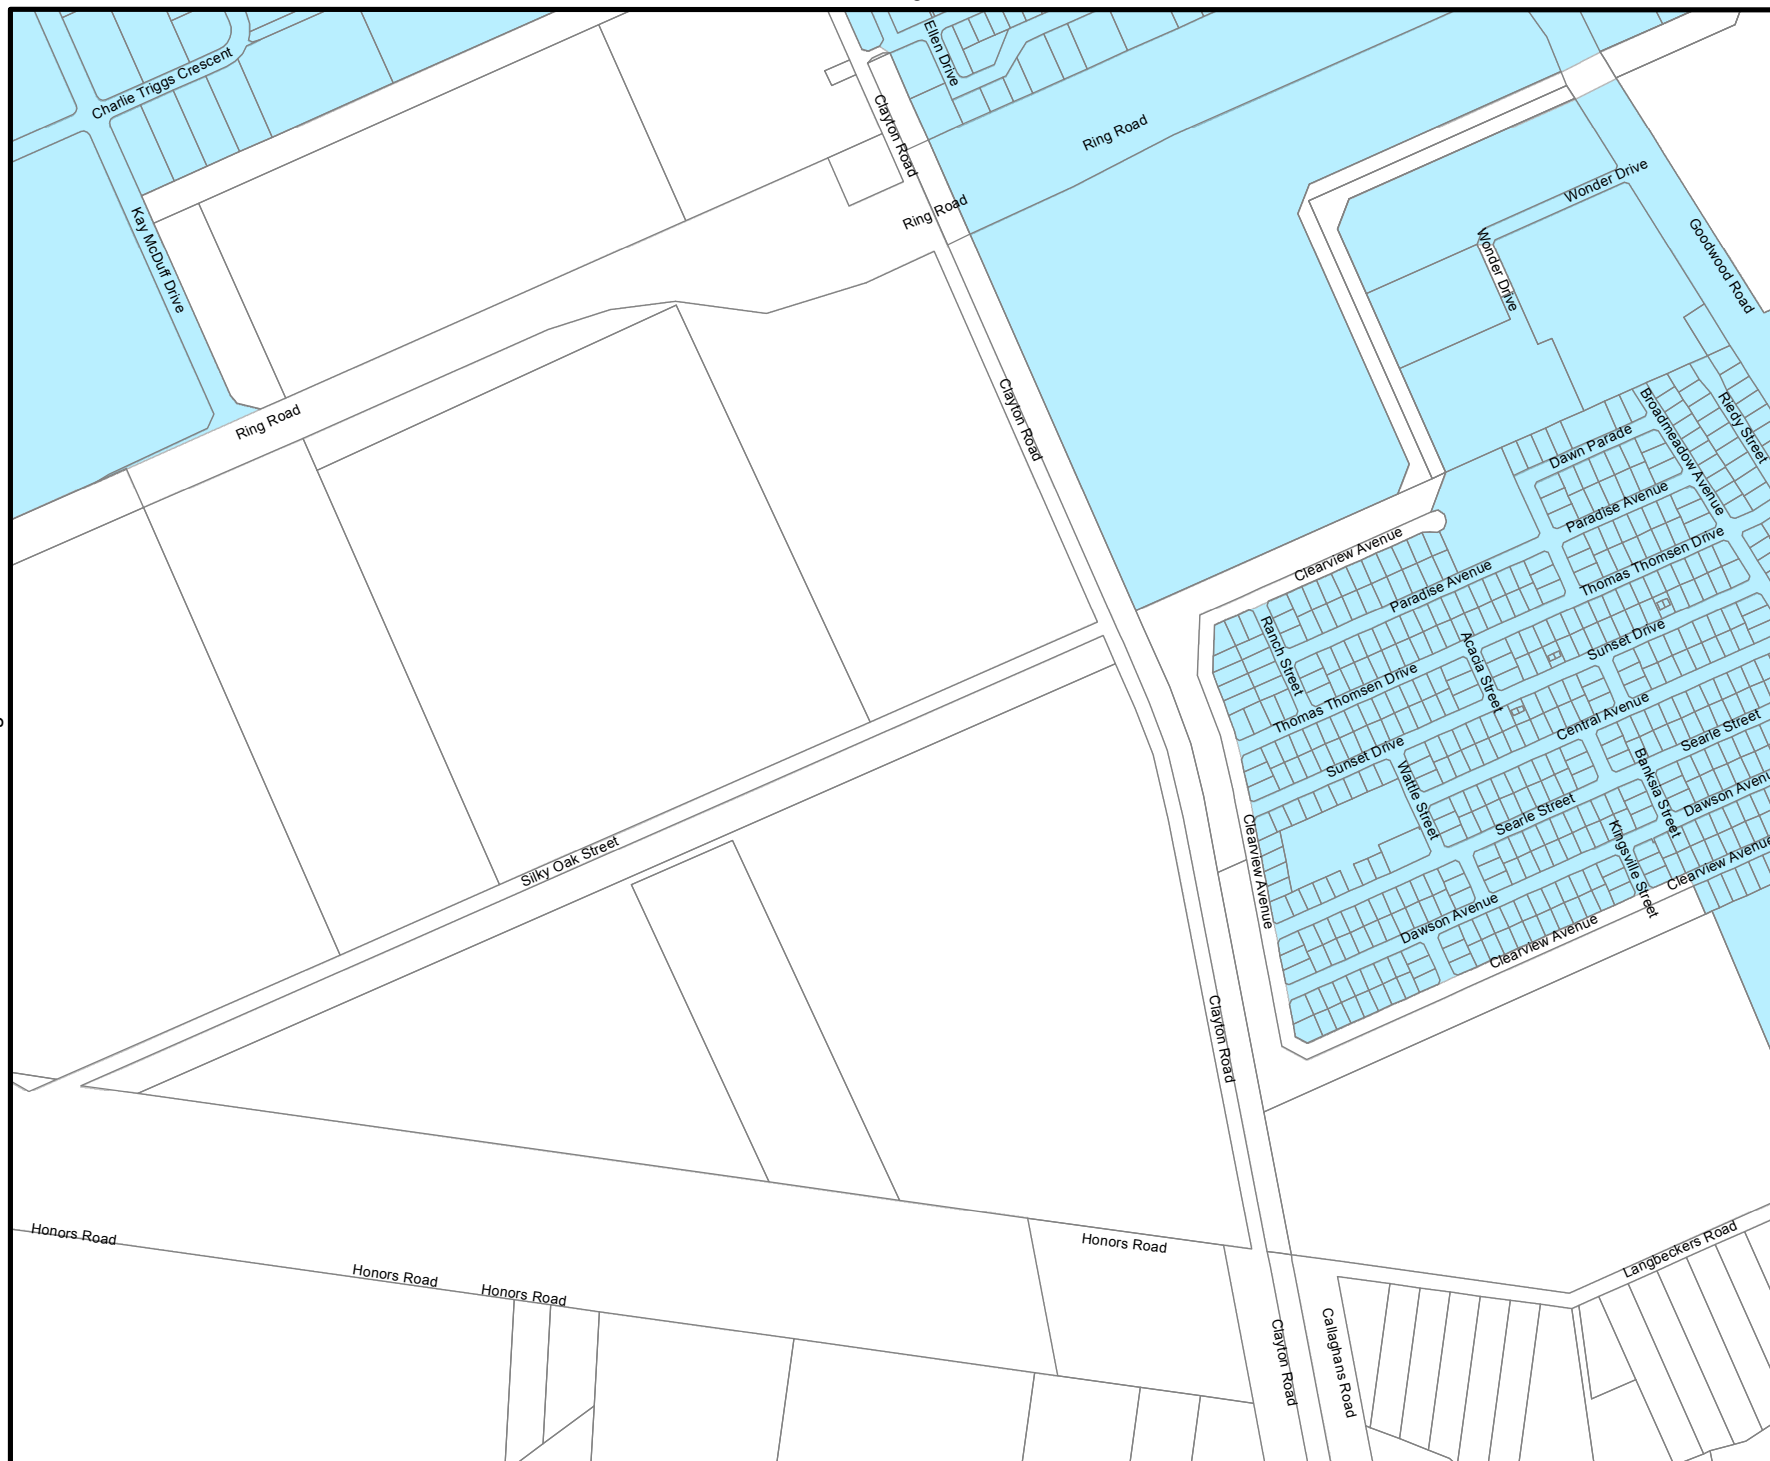 Ellen Drive
Charlie Triggs Crescent
Clayton Road
Ring Road
Wonder Drive
Kay McDuff Drive
Ring Road
Wonder Drive
Goodwood Road
Ring Road
Clayton Road
Broadmeadow Avenue
Riedy Street
Dawn Parade
Paradise Avenue
Clearview Avenue
Thomas Thomsen Drive
Paradise Avenue
Ranch Street
Acacia Street
Sunset Drive
Thomas Thomsen Drive
Central Avenue
Searle Street
Sunset Drive
Wattle Street
Banksia Street
Dawson Avenu
Searle Street
Silky Oak Street
Clearview Avenue
Kingsville Street
Clearview Avenue
Dawson Avenue
Clearview Avenue
Clayton Road
Honors Road
Honors Road
Langbeckers Road
Honors Road
Honors Road
Clayton Road
Callaghans Road